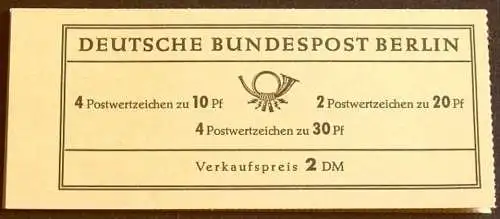 DEUTSCHE BUNDESPOST BERLIN
4 Postwertzeichen zu 10 Pf 2 Postwertzeichen zu 20 Pf
4 Postwertzeichen zu 30 Pf
Verkaufspreis 2 DM